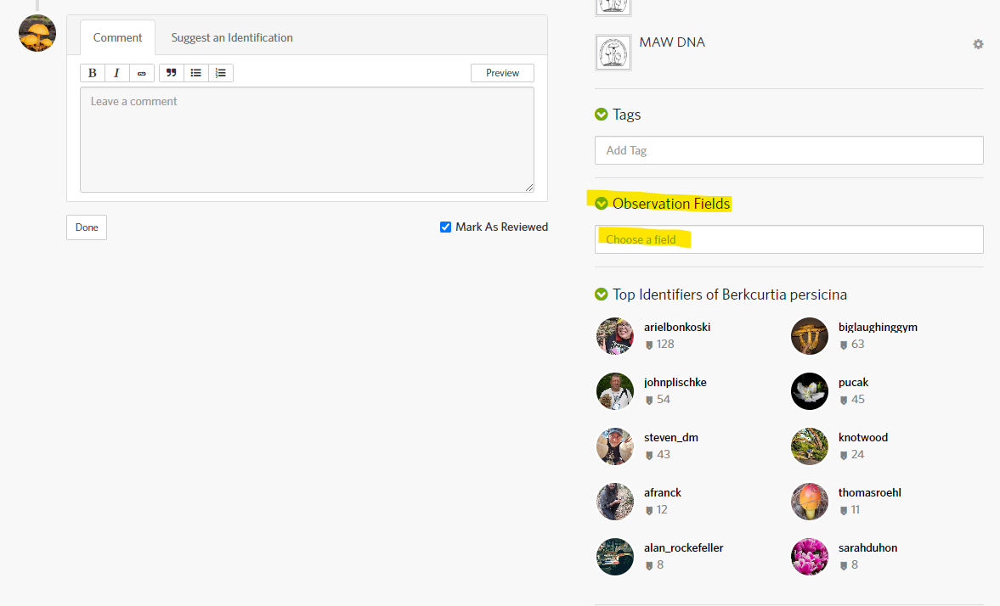 Comment
Suggest an Identification
B I
Preview
Leave a comment
Done
Mark As Reviewed
MAW DNA
Tags
Add Tag
Observation Fields
Choose a field
Top Identifiers of Berkcurtia persicina
arielbonkoski
128
biglaughinggym
63
johnplischke
54
pucak
45
steven_dm
43
knotwood
24
afranck
12
thomasroehl
11
alan_rockefeller
8
sarahduhon
8